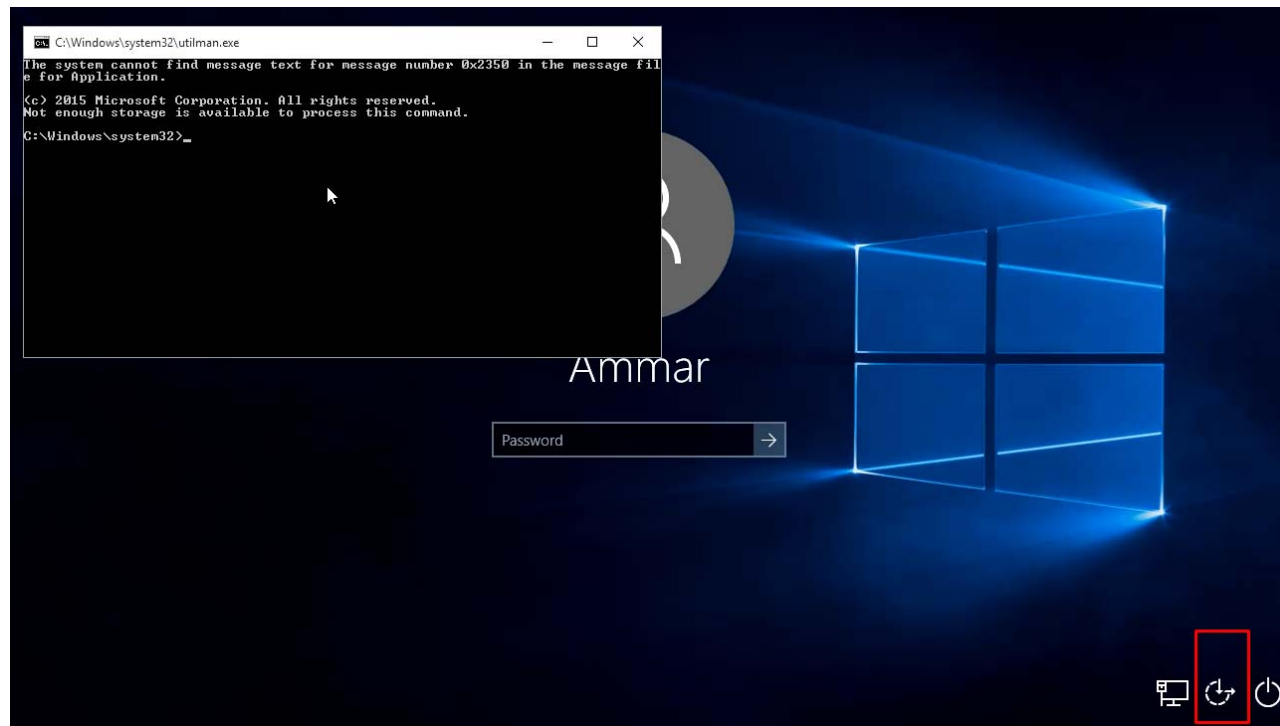 C:\Windows\system32\utilman.exe
The system cannot find message text for message number 0x2350 in the message fil
e for Application.
(c) 2015 Microsoft Corporation. All rights reserved.
Not enough storage is available to process this command.
C:\Windows\system32>_
Ammar
Password